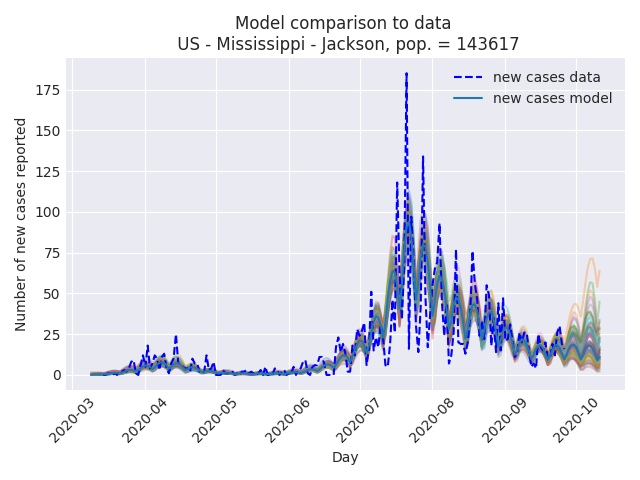 Model comparison to data
US - Mississippi - Jackson, pop. = 143617
new cases data
new cases model
Number of new cases reported
175
150
125
100
75
50
25
0
2020-03
2020-04
2020-05
2020-06
2020-07
2020-08
2020-09
2020-10
Day